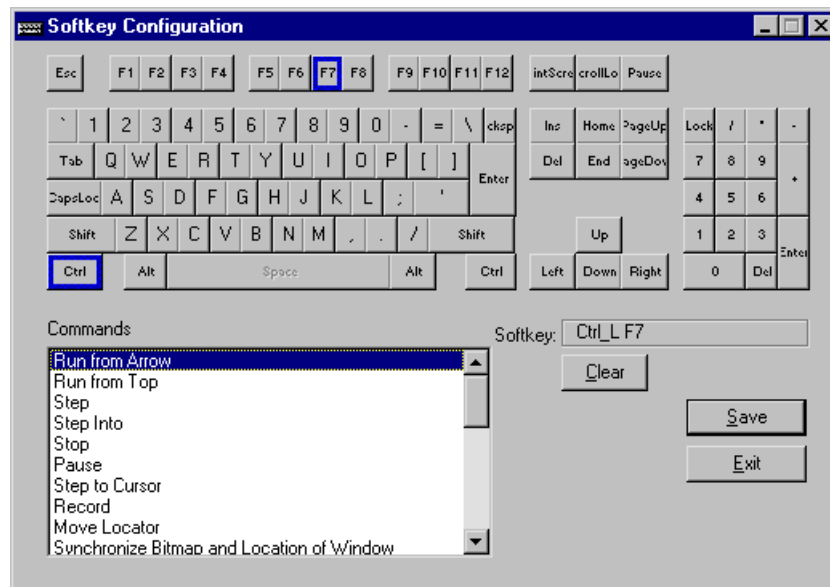 Softkey Configuration
Esc F1 F2 F3 F4 F5 F6 F7 F8 F9 F10 F11 F12 intScre crollLo Pause
` 1 2 3 4 5 6 7 8 9 0 - = \ cksp Ins Home PageUp Lock / * -
Tab Q W E R T Y U I O P [ ] Enter Del End ageDov 7 8 9 +
CapsLoc A S D F G H J K L ; ' 4 5 6
Shift Z X C V B N M , . / Shift Up 1 2 3 Enter
Ctrl Alt Space Alt Ctrl Left Down Right 0 Del
Commands
Softkey: Ctrl_L F7
Run from Arrow
Run from Top
Step
Step Into
Stop
Pause
Step to Cursor
Record
Move Locator
Synchronize Bitmap and Location of Window
Clear
Save
Exit